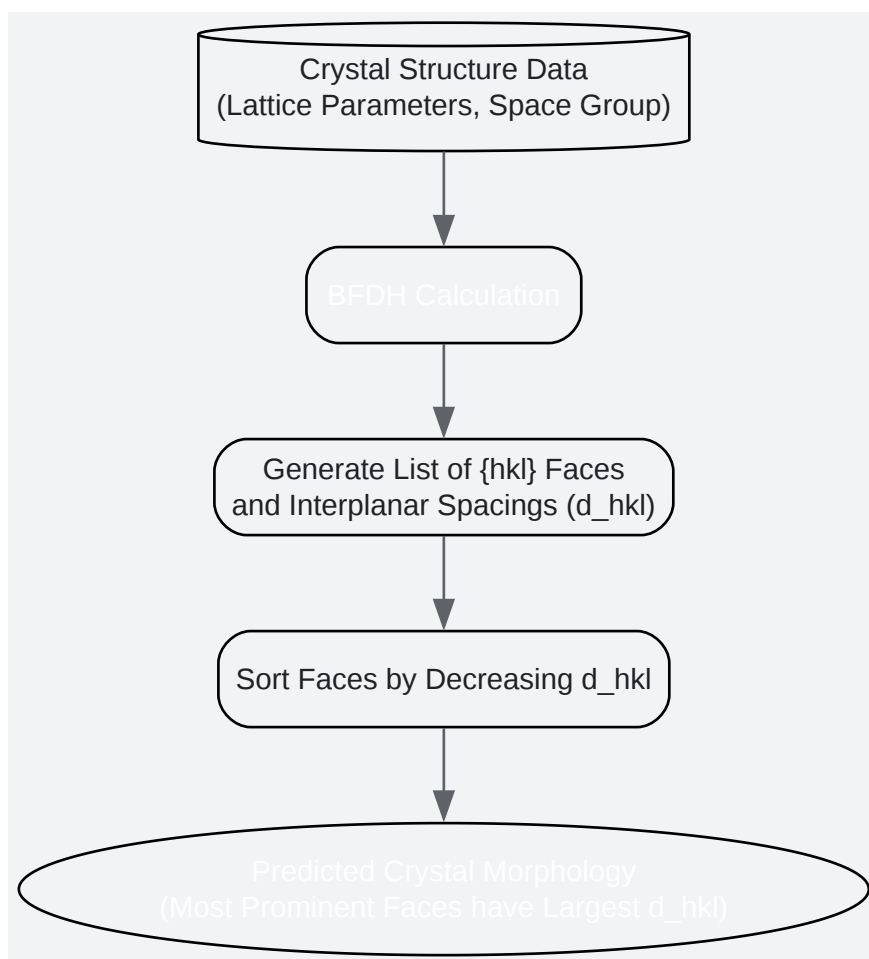 Crystal Structure Data
(Lattice Parameters, Space Group)
BFDH Calculation
Generate List of {hkl} Faces
and Interplanar Spacings (d_hkl)
Sort Faces by Decreasing d_hkl
Predicted Crystal Morphology
(Most Prominent Faces have Largest d_hkl)